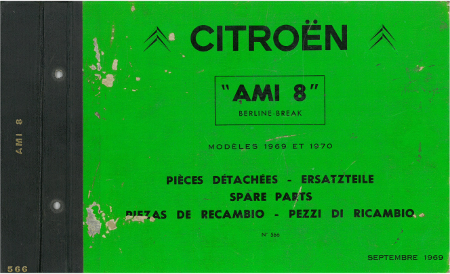 CITROËN
"AMI 8"
BERLINE-BREAK
MODÈLES 1969 ET 1970
PIÈCES DÉTACHÉES - ERSATZTEILE
SPARE PARTS
PIEZAS DE RECAMBIO - PEZZI DI RICAMBIO
N° 566
SEPTEMBRE 1969
AMI 8
566